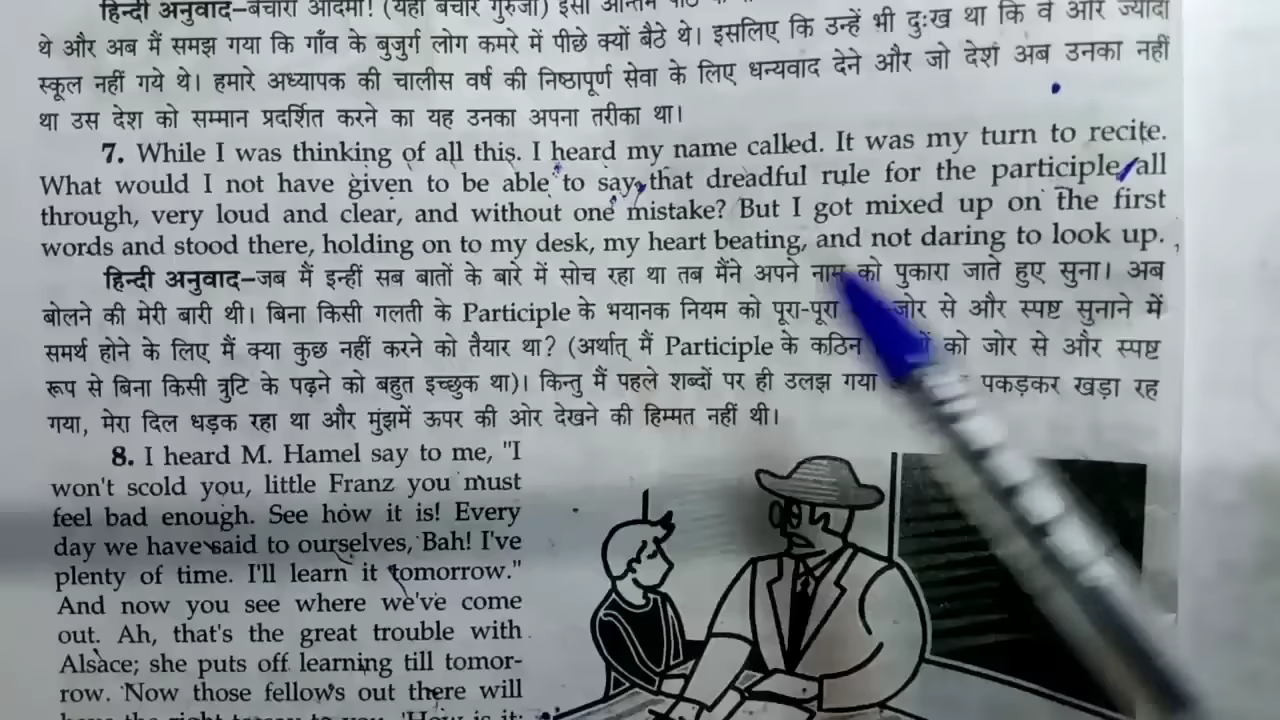 हिन्दी अनुवाद–बेचारा आदमी! (यहाँ बेचारे गुरुजी) इसी अन्तिम पाठ के
थे और अब मैं समझ गया कि गाँव के बुजुर्ग लोग कमरे में पीछे क्यों बैठे थे। इसलिए कि उन्हें भी दुःख था कि वे और ज्यादा
स्कूल नहीं गये थे। हमारे अध्यापक की चालीस वर्ष की निष्ठापूर्ण सेवा के लिए धन्यवाद देने और जो देश अब उनका नहीं
था उस देश को सम्मान प्रदर्शित करने का यह उनका अपना तरीका था।
7. While I was thinking of all this. I heard my name called. It was my turn to recite.
What would I not have given to be able to say, that dreadful rule for the participle, all
through, very loud and clear, and without one mistake? But I got mixed up on the first
words and stood there, holding on to my desk, my heart beating, and not daring to look up.
हिन्दी अनुवाद–जब मैं इन्हीं सब बातों के बारे में सोच रहा था तब मैंने अपने नाम को पुकारा जाते हुए सुना। अब
बोलने की मेरी बारी थी। बिना किसी गलती के Participle के भयानक नियम को पूरा-पूरा जोर से और स्पष्ट सुनाने में
समर्थ होने के लिए मैं क्या कुछ नहीं करने को तैयार था? (अर्थात् मैं Participle के कठिन को जोर से और स्पष्ट
रूप से बिना किसी त्रुटि के पढ़ने को बहुत इच्छुक था)। किन्तु मैं पहले शब्दों पर ही उलझ गया पकड़कर खड़ा रह
गया, मेरा दिल धड़क रहा था और मुझमें ऊपर की ओर देखने की हिम्मत नहीं थी।
8. I heard M. Hamel say to me, "I
won't scold you, little Franz you must
feel bad enough. See how it is! Every
day we have said to ourselves, Bah! I've
plenty of time. I'll learn it tomorrow."
And now you see where we've come
out. Ah, that's the great trouble with
Alsace; she puts off learning till tomor-
row. Now those fellows out there will